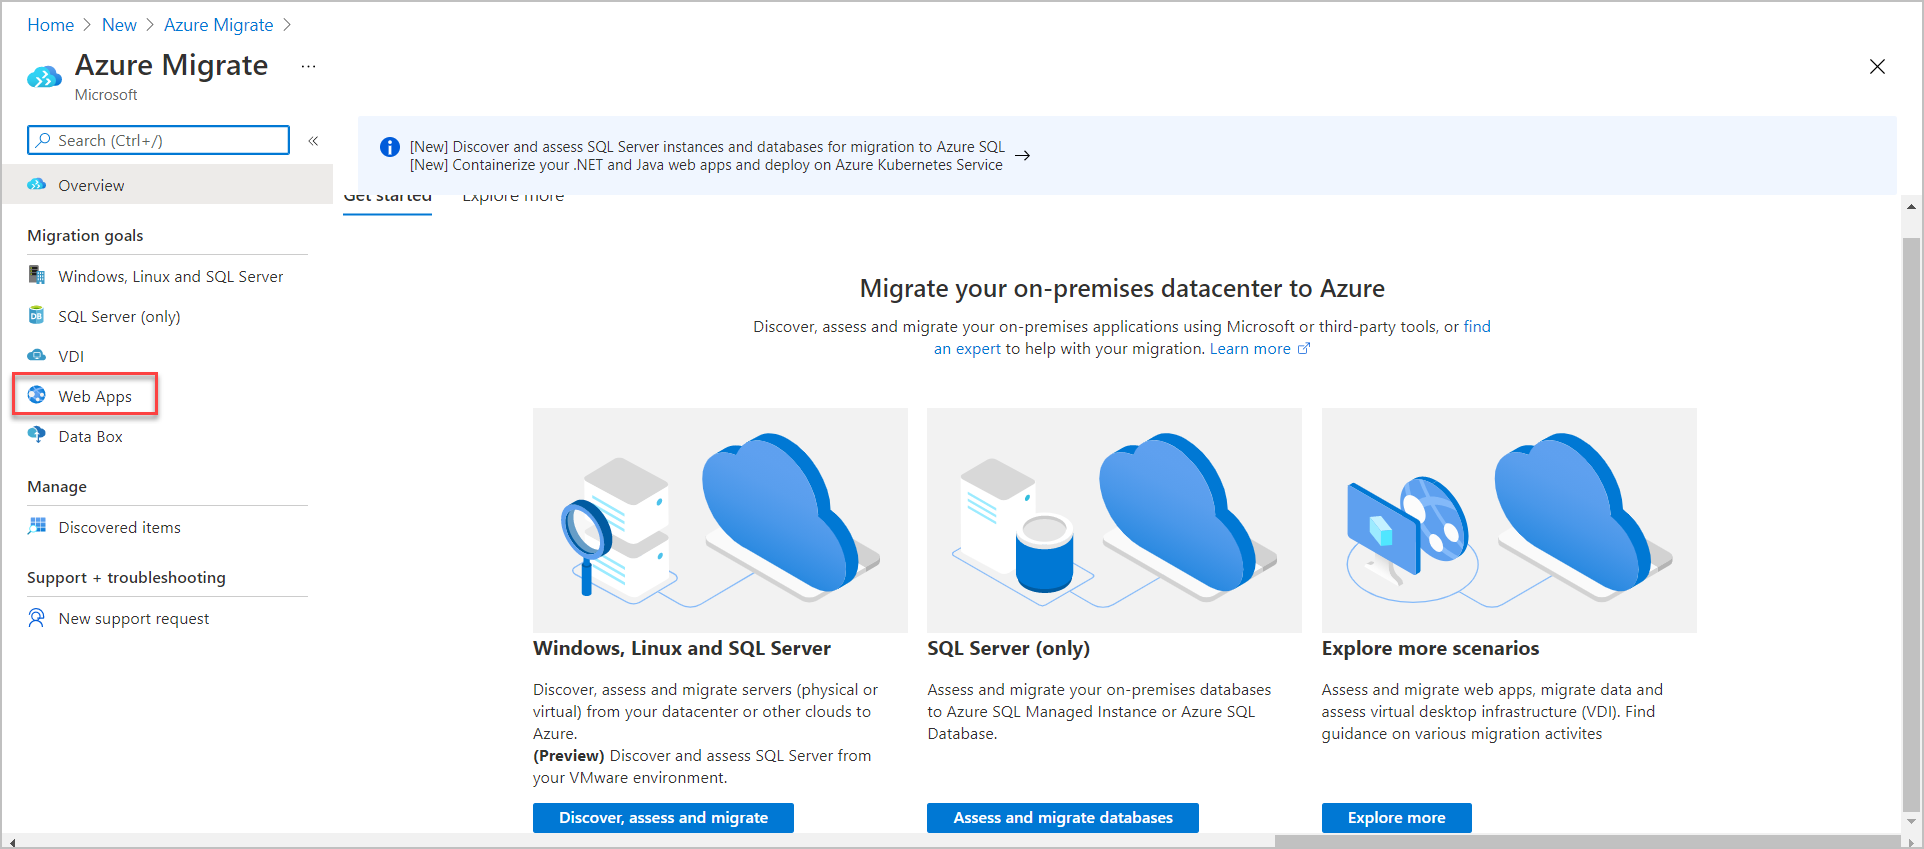 Home > New > Azure Migrate >
Azure Migrate ...
Microsoft
Search (Ctrl+/) «
Overview
Migration goals
Windows, Linux and SQL Server
SQL Server (only)
VDI
Web Apps
Data Box
Manage
Discovered items
Support + troubleshooting
New support request
[New] Discover and assess SQL Server instances and databases for migration to Azure SQL
[New] Containerize your .NET and Java web apps and deploy on Azure Kubernetes Service
Get started Explore more
Migrate your on-premises datacenter to Azure
Discover, assess and migrate your on-premises applications using Microsoft or third-party tools, or find
an expert to help with your migration. Learn more
Windows, Linux and SQL Server
Discover, assess and migrate servers (physical or
virtual) from your datacenter or other clouds to
Azure.
(Preview) Discover and assess SQL Server from
your VMware environment.
Discover, assess and migrate
SQL Server (only)
Assess and migrate your on-premises databases
to Azure SQL Managed Instance or Azure SQL
Database.
Assess and migrate databases
Explore more scenarios
Assess and migrate web apps, migrate data and
assess virtual desktop infrastructure (VDI). Find
guidance on various migration activites
Explore more